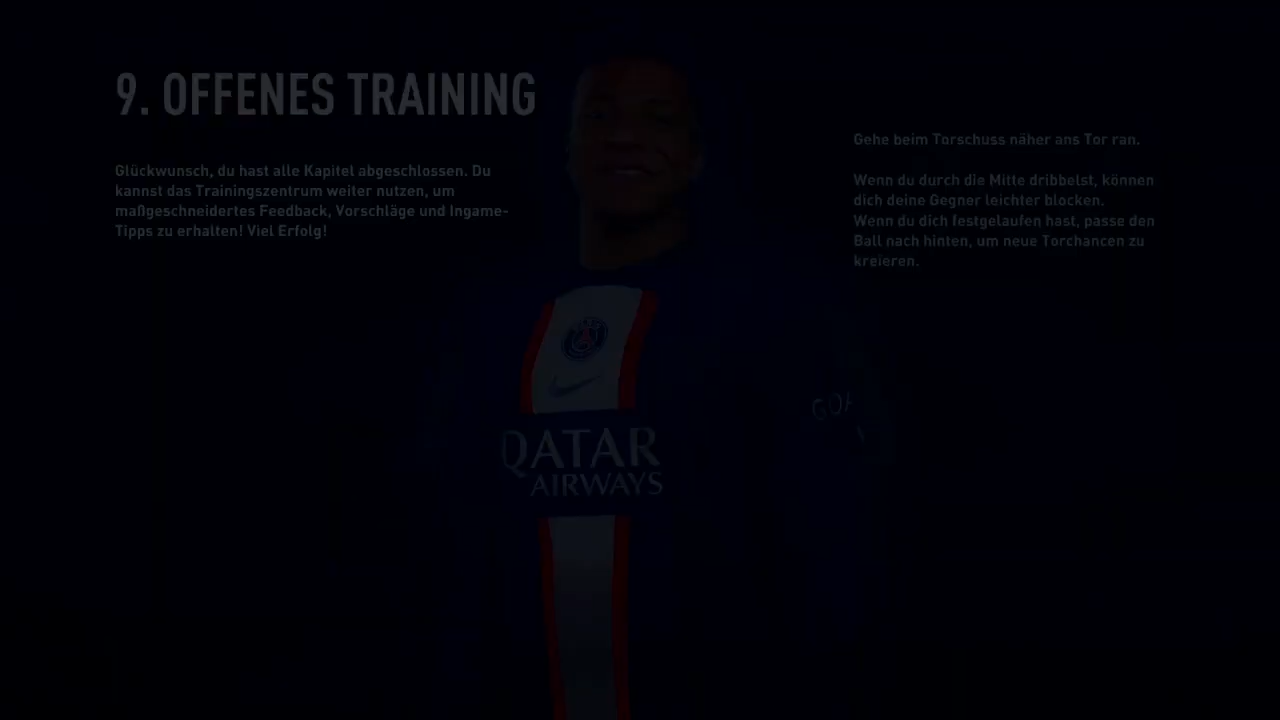 9. OFFENES TRAINING
Glückwunsch, du hast alle Kapitel abgeschlossen. Du
kannst das Trainingszentrum weiter nutzen, um
maßgeschneidertes Feedback, Vorschläge und Ingame-
Tipps zu erhalten! Viel Erfolg!
Gehe beim Torschuss näher ans Tor ran.
Wenn du durch die Mitte dribbelst, können
dich deine Gegner leichter blocken.
Wenn du dich festgelaufen hast, passe den
Ball nach hinten, um neue Torchancen zu
kreieren.
GOA
QATAR
AIRWAYS